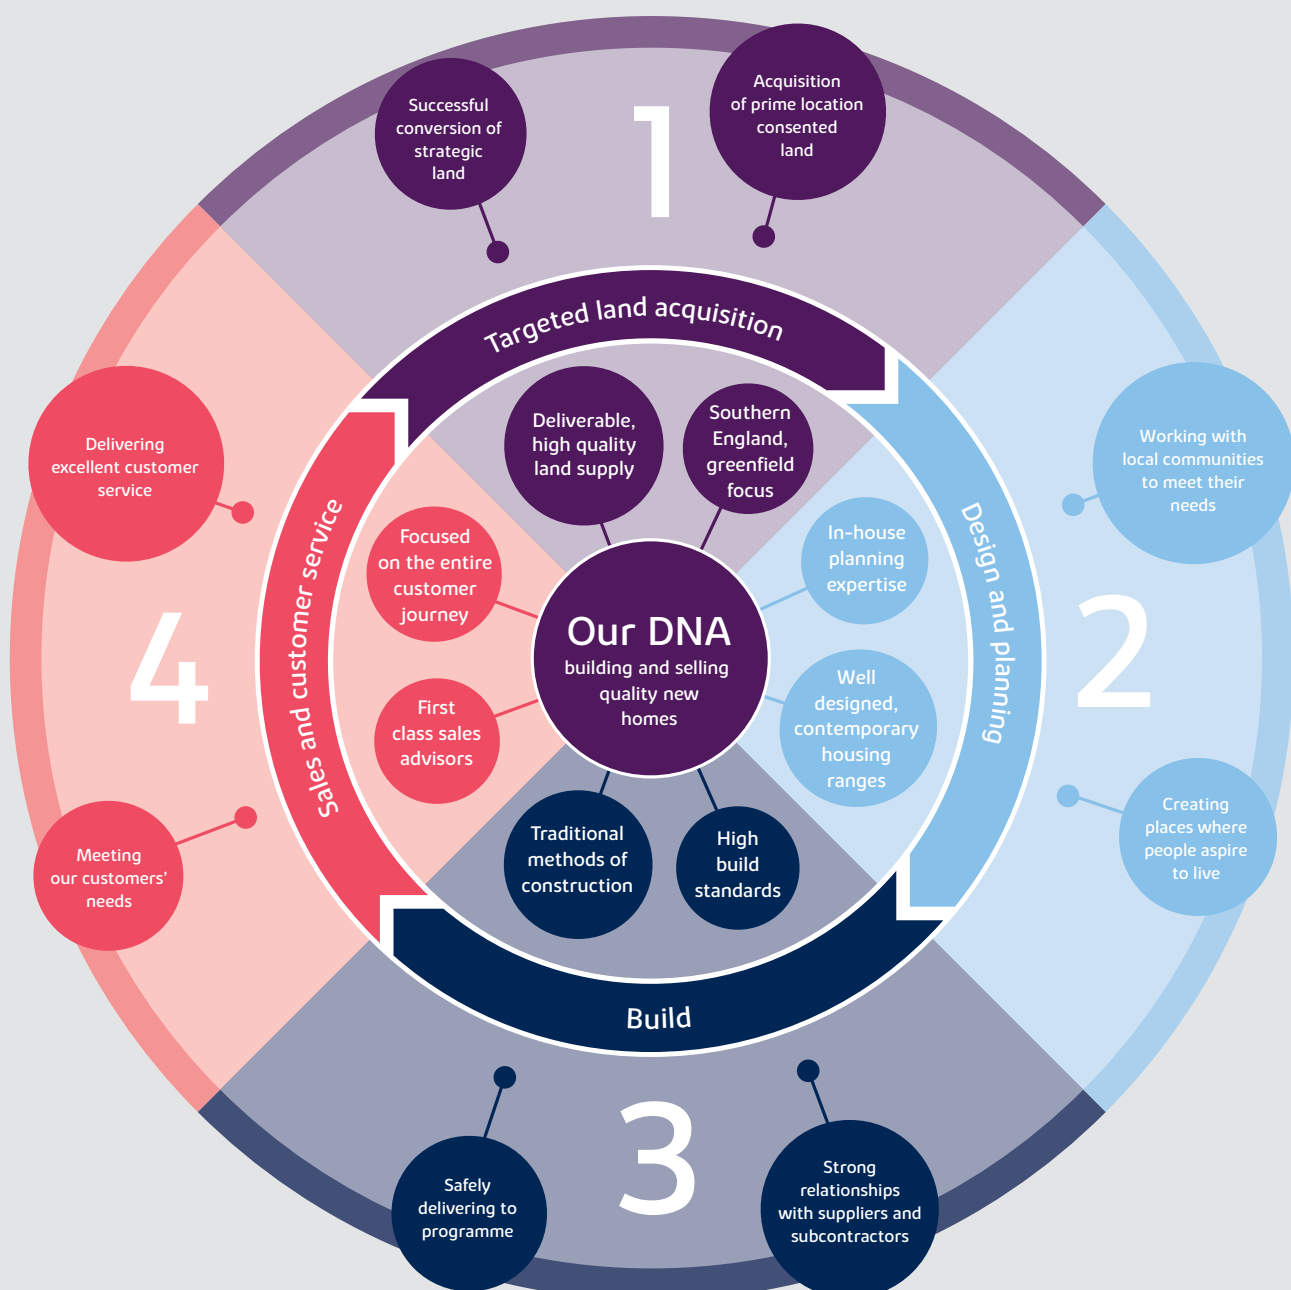 1
Successful
conversion of
strategic
land
Acquisition
of prime location
consented
land
Targeted land acquisition
Deliverable,
high quality
land supply
Southern
England,
greenfield
focus
2
Working with
local communities
to meet their
needs
Creating
places where
people aspire
to live
Design and planning
In-house
planning
expertise
Well
designed,
contemporary
housing
ranges
3
Safely
delivering to
programme
Strong
relationships
with suppliers and
subcontractors
Build
Traditional
methods of
construction
High
build
standards
4
Delivering
excellent customer
service
Meeting
our customers’
needs
Sales and customer service
Focused
on the entire
customer
journey
First
class sales
advisors
Our DNA
building and selling
quality new
homes